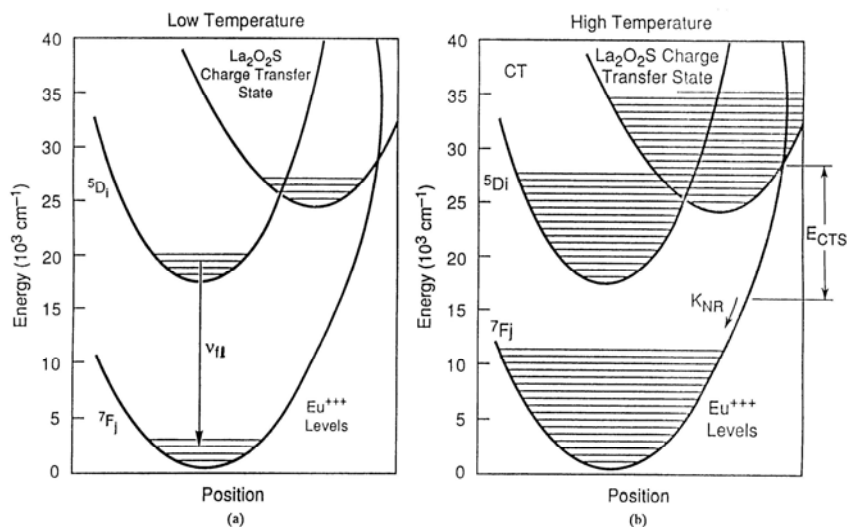 Low Temperature
40
35
30
25
20
15
10
5
0
Energy (10³ cm⁻¹)
La₂O₂S
Charge Transfer
State
⁵Dᵢ
νfl
⁷Fⱼ
Eu⁺⁺⁺
Levels
Position
(a)
High Temperature
40
35
30
25
20
15
10
5
0
Energy (10³ cm⁻¹)
CT
La₂O₂S Charge
Transfer State
⁵Di
E_CTS
K_NR
⁷Fj
Eu⁺⁺⁺
Levels
Position
(b)